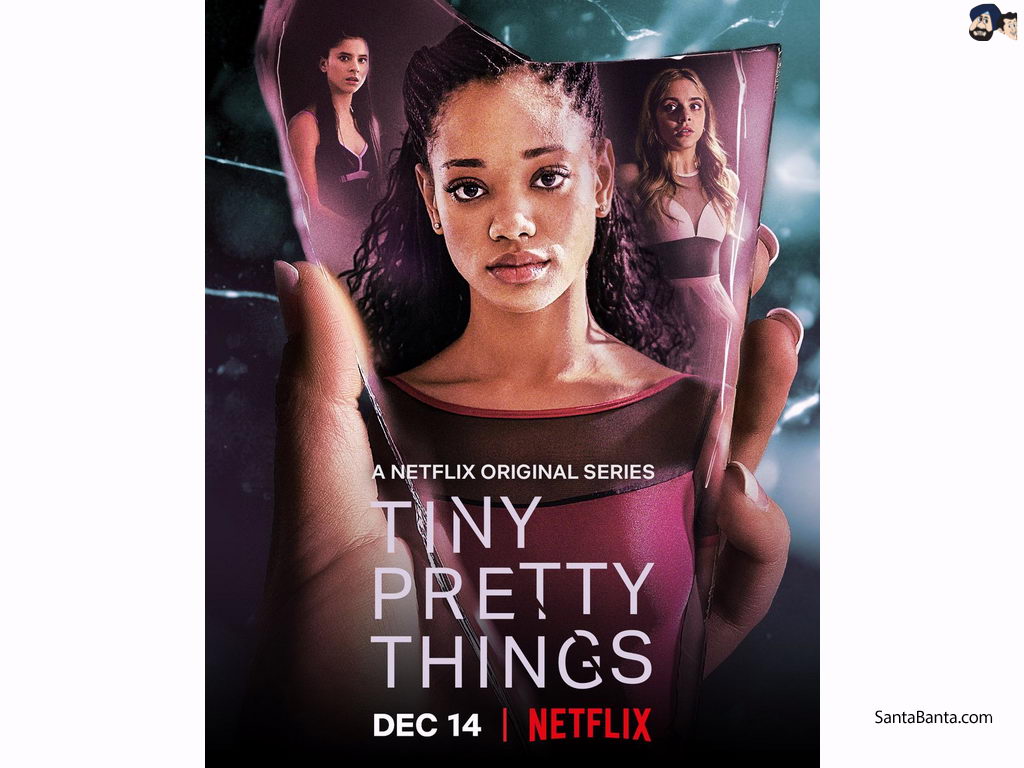 A NETFLIX ORIGINAL SERIES
TINY
PRETTY
THINGS
DEC 14 | NETFLIX
SantaBanta.com